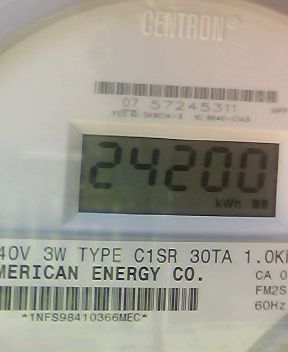 CENTRON®
07 57245311
24200
kWh
40V 3W TYPE C1SR 30TA 1.0K
MERICAN ENERGY CO.
CA 0
FM2S
60Hz
*1NFS98410366MEC*